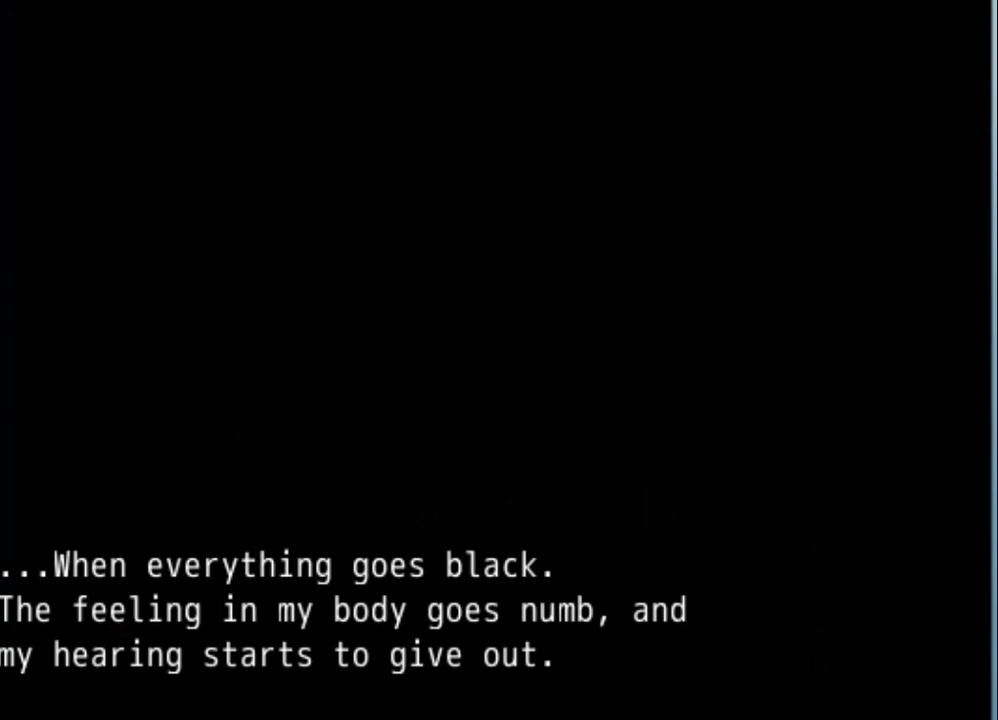 ...When everything goes black.
The feeling in my body goes numb, and
my hearing starts to give out.